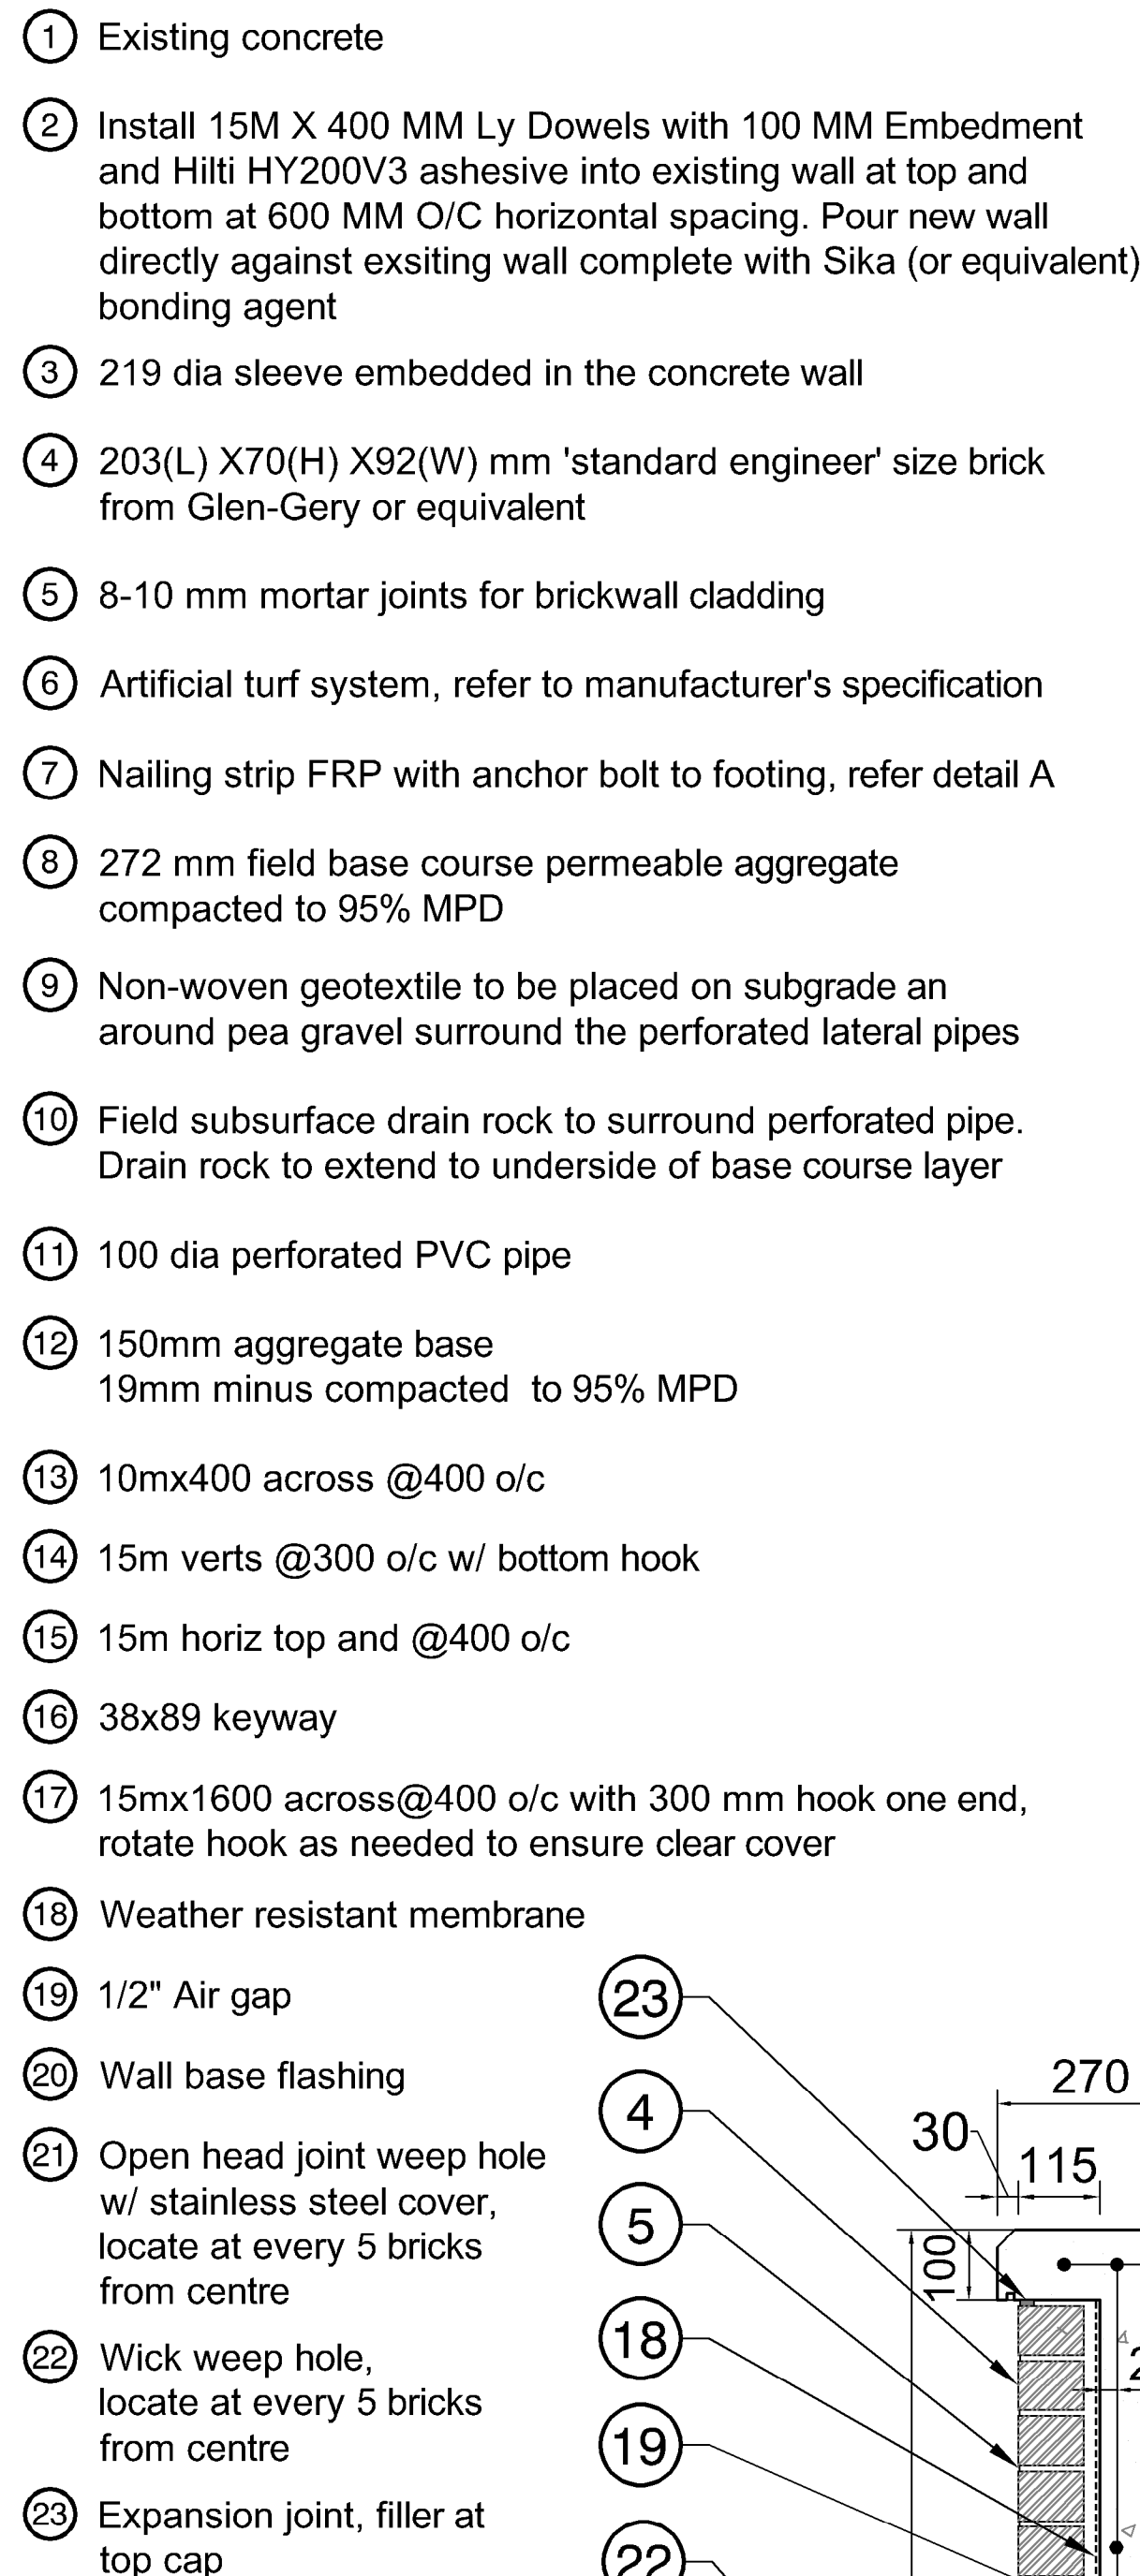 1 Existing concrete
2 Install 15M X 400 MM Ly Dowels with 100 MM Embedment
and Hilti HY200V3 ashesive into existing wall at top and
bottom at 600 MM O/C horizontal spacing. Pour new wall
directly against exsiting wall complete with Sika (or equivalent)
bonding agent
3 219 dia sleeve embedded in the concrete wall
4 203(L) X70(H) X92(W) mm 'standard engineer' size brick
from Glen-Gery or equivalent
5 8-10 mm mortar joints for brickwall cladding
6 Artificial turf system, refer to manufacturer's specification
7 Nailing strip FRP with anchor bolt to footing, refer detail A
8 272 mm field base course permeable aggregate
compacted to 95% MPD
9 Non-woven geotextile to be placed on subgrade an
around pea gravel surround the perforated lateral pipes
10 Field subsurface drain rock to surround perforated pipe.
Drain rock to extend to underside of base course layer
11 100 dia perforated PVC pipe
12 150mm aggregate base
19mm minus compacted to 95% MPD
13 10mx400 across @400 o/c
14 15m verts @300 o/c w/ bottom hook
15 15m horiz top and @400 o/c
16 38x89 keyway
17 15mx1600 across@400 o/c with 300 mm hook one end,
rotate hook as needed to ensure clear cover
18 Weather resistant membrane
19 1/2" Air gap
20 Wall base flashing
21 Open head joint weep hole
w/ stainless steel cover,
locate at every 5 bricks
from centre
22 Wick weep hole,
locate at every 5 bricks
from centre
23 Expansion joint, filler at
top cap
23
4
5
18
19
22
270
30
115
100